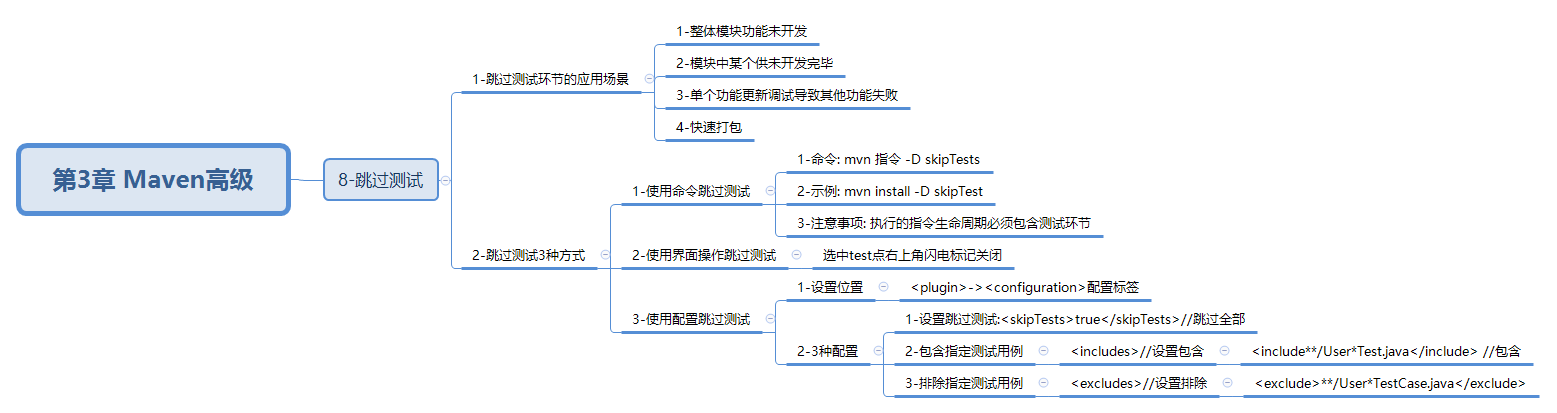 第3章 Maven高级
8-跳过测试
1-跳过测试环节的应用场景
1-整体模块功能未开发
2-模块中某个供未开发完毕
3-单个功能更新调试导致其他功能失败
4-快速打包
2-跳过测试3种方式
1-使用命令跳过测试
1-命令: mvn 指令 -D skipTests
2-示例: mvn install -D skipTest
3-注意事项: 执行的指令生命周期必须包含测试环节
2-使用界面操作跳过测试
选中test点右上角闪电标记关闭
3-使用配置跳过测试
1-设置位置
<plugin>-><configuration>配置标签
2-3种配置
1-设置跳过测试:<skipTests>true</skipTests>//跳过全部
2-包含指定测试用例
<includes>//设置包含
<include**/User*Test.java</include> //包含
3-排除指定测试用例
<excludes>//设置排除
<exclude>**/User*TestCase.java</exclude>